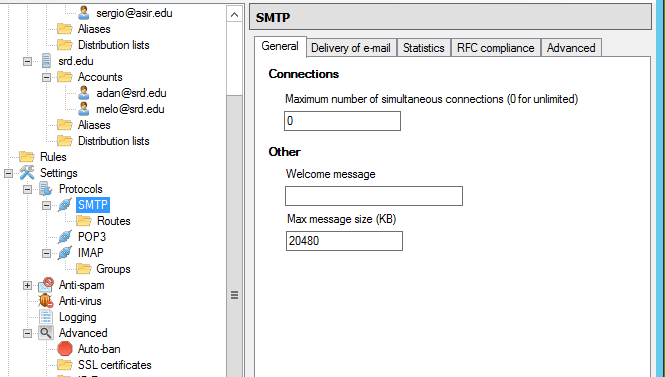 sergio@asir.edu
Aliases
Distribution lists
srd.edu
Accounts
adan@srd.edu
melo@srd.edu
Aliases
Distribution lists
Rules
Settings
Protocols
SMTP
Routes
POP3
IMAP
Groups
Anti-spam
Anti-virus
Logging
Advanced
Auto-ban
SSL certificates
SMTP
General Delivery of e-mail Statistics RFC compliance Advanced
Connections
Maximum number of simultaneous connections (0 for unlimited)
0
Other
Welcome message
Max message size (KB)
20480